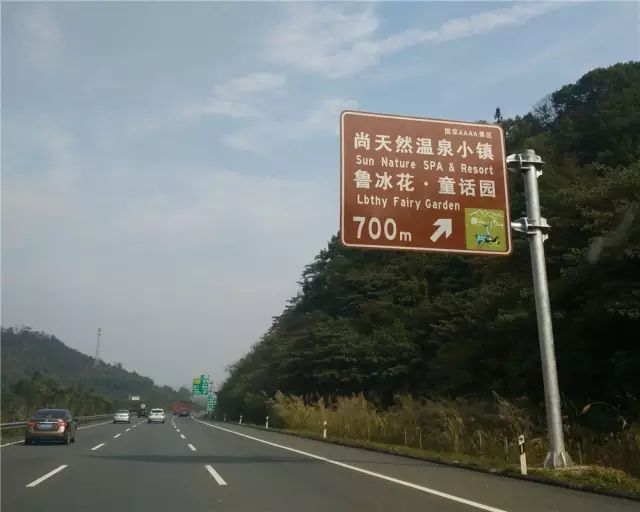 国家AAAA景区
尚天然温泉小镇
Sun Nature SPA & Resort
鲁冰花·童话园
Lbthy Fairy Garden
700m